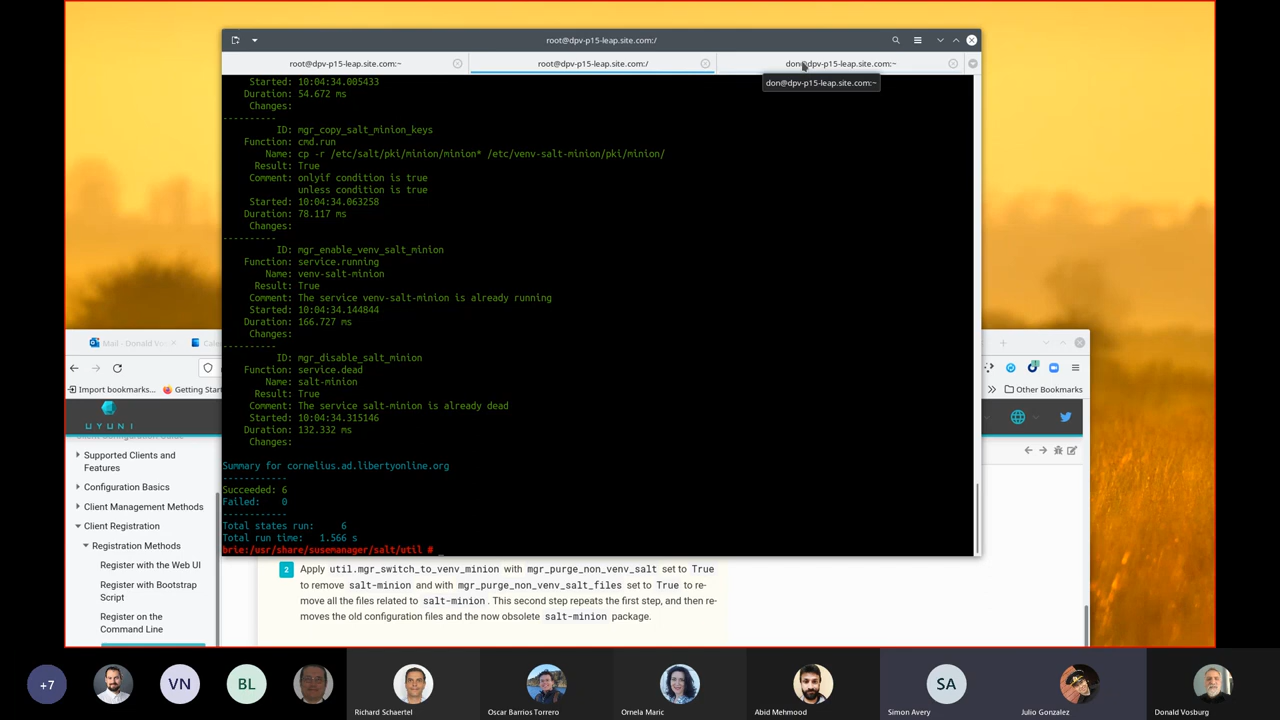 root@dpv-p15-leap.site.com:/
root@dpv-p15-leap.site.com:~
root@dpv-p15-leap.site.com:/
don@dpv-p15-leap.site.com:~
don@dpv-p15-leap.site.com:~
Started: 10:04:34.005433
Duration: 54.672 ms
Changes:
----------
ID: mgr_copy_salt_minion_keys
Function: cmd.run
Name: cp -r /etc/salt/pki/minion/minion* /etc/venv-salt-minion/pki/minion/
Result: True
Comment: onlyif condition is true
unless condition is true
Started: 10:04:34.063258
Duration: 78.117 ms
Changes:
----------
ID: mgr_enable_venv_salt_minion
Function: service.running
Name: venv-salt-minion
Result: True
Comment: The service venv-salt-minion is already running
Started: 10:04:34.144844
Duration: 166.727 ms
Changes:
----------
ID: mgr_disable_salt_minion
Function: service.dead
Name: salt-minion
Result: True
Comment: The service salt-minion is already dead
Started: 10:04:34.315146
Duration: 132.332 ms
Changes:
Summary for cornelius.ad.libertyonline.org
------------
Succeeded: 6
Failed: 0
------------
Total states run: 6
Total run time: 1.566 s
brie:/usr/share/susemanager/salt/util # _
Mail - Donald Vo
Cale
Import bookmarks...
Getting Star
Other Bookmarks
UYUNI
Client Configuration Guide
Supported Clients and
Features
Configuration Basics
Client Management Methods
Client Registration
Registration Methods
Register with the Web UI
Register with Bootstrap
Script
Register on the
Command Line
2 Apply util.mgr_switch_to_venv_minion with mgr_purge_non_venv_salt set to True
to remove salt-minion and with mgr_purge_non_venv_salt_files set to True to re-
move all the files related to salt-minion. This second step repeats the first step, and then re-
moves the old configuration files and the now obsolete salt-minion package.
+7
VN
BL
SA
Richard Schaertel
Oscar Barrios Torrero
Ornela Maric
Abid Mehmood
Simon Avery
Julio Gonzalez
Donald Vosburg